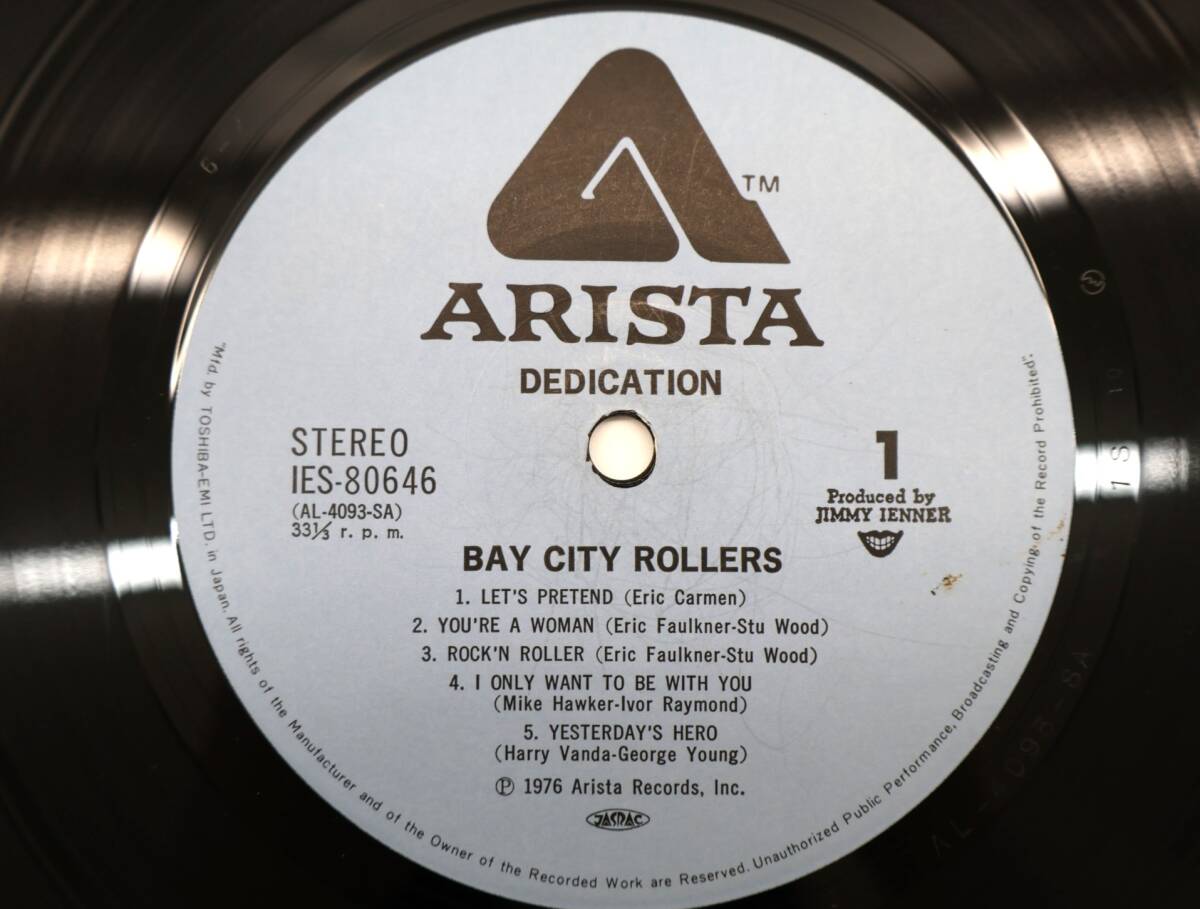 TM
ARISTA
DEDICATION
STEREO
IES-80646
(AL-4093-SA)
33⅓ r. p. m.
1
Produced by
JIMMY IENNER
BAY CITY ROLLERS
1. LET'S PRETEND (Eric Carmen)
2. YOU'RE A WOMAN (Eric Faulkner-Stu Wood)
3. ROCK'N ROLLER (Eric Faulkner-Stu Wood)
4. I ONLY WANT TO BE WITH YOU
(Mike Hawker-Ivor Raymond)
5. YESTERDAY'S HERO
(Harry Vanda-George Young)
Ⓟ 1976 Arista Records, Inc.
JASRAC
"Mfd. by TOSHIBA-EMI LTD. in Japan. All rights of the Manufacturer and of the Owner of the Recorded Work are Reserved. Unauthorized Public Performance, Broadcasting and Copying of the Record Prohibited".
1S
AL-4093-SA